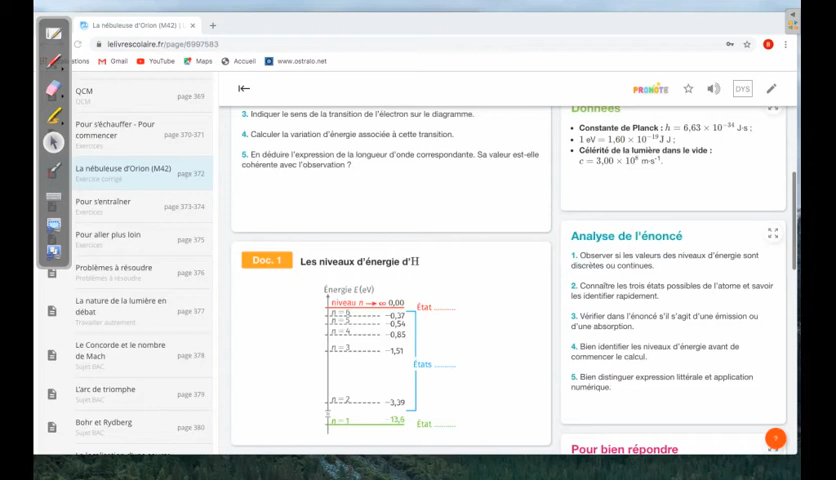 La nébuleuse d'Orion (M42) | L
lelivrescolaire.fr/page/6997583
Gmail
YouTube
Maps
Accueil
www.ostralo.net
QCM
QCM
page 369
Pour s'échauffer - Pour
commencer
Exercices
page 370-371
La nébuleuse d'Orion (M42)
Exercice corrigé
page 372
Pour s'entraîner
Exercices
page 373-374
Pour aller plus loin
Exercices
page 375
Problèmes à résoudre
Problèmes à résoudre
page 376
La nature de la lumière en
débat
Travailler autrement
page 377
Le Concorde et le nombre
de Mach
Sujet BAC
page 378
L'arc de triomphe
Sujet BAC
page 379
Bohr et Rydberg
Sujet BAC
page 380
PRONOTE
DYS
3. Indiquer le sens de la transition de l'électron sur le diagramme.
4. Calculer la variation d'énergie associée à cette transition.
5. En déduire l'expression de la longueur d'onde correspondante. Sa valeur est-elle
cohérente avec l'observation ?
Doc. 1
Les niveaux d'énergie d'H
Énergie E (eV)
niveau n → ∞ 0,00
n = 6 −0,37
n = 5 −0,54
n = 4 −0,85
n = 3 −1,51
n = 2 −3,39
n = 1 −13,6
État ..........
États ..........
État ..........
Données
Constante de Planck : h = 6,63 × 10⁻³⁴ J·s ;
1 eV = 1,60 × 10⁻¹⁹ J J ;
Célérité de la lumière dans le vide :
c = 3,00 × 10⁸ m·s⁻¹.
Analyse de l'énoncé
1. Observer si les valeurs des niveaux d'énergie sont
discrètes ou continues.
2. Connaître les trois états possibles de l'atome et savoir
les identifier rapidement.
3. Vérifier dans l'énoncé s'il s'agit d'une émission ou
d'une absorption.
4. Bien identifier les niveaux d'énergie avant de
commencer le calcul.
5. Bien distinguer expression littérale et application
numérique.
Pour bien répondre
?